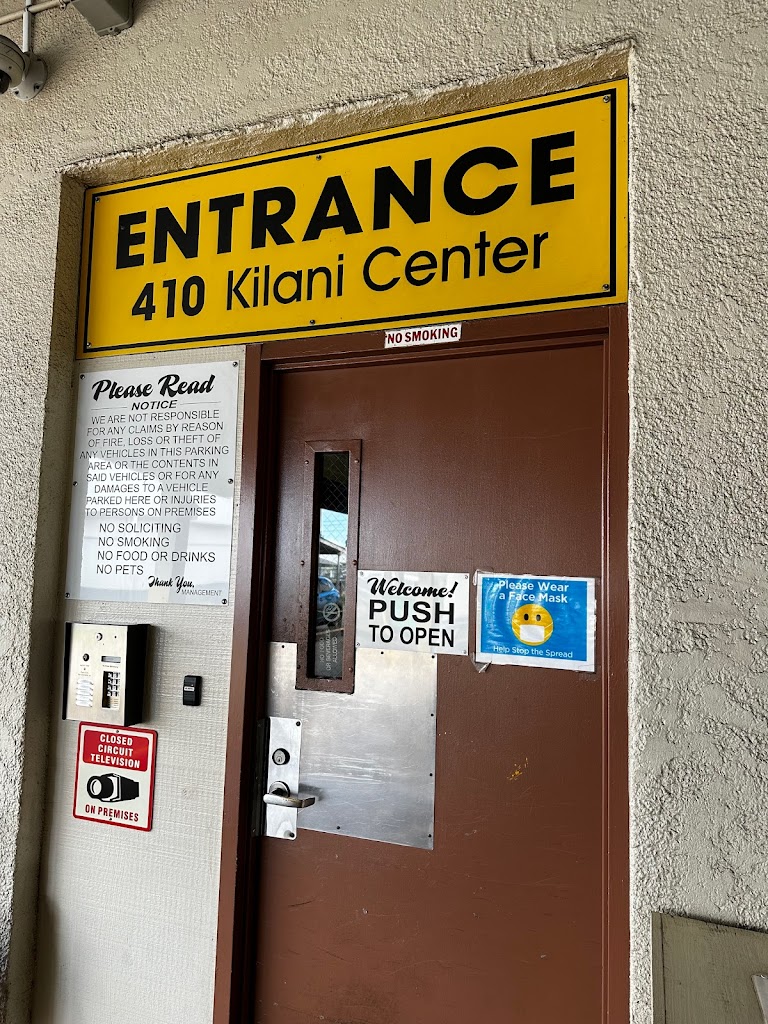 ENTRANCE
410 Kilani Center
NO SMOKING
Please Read
NOTICE
WE ARE NOT RESPONSIBLE
FOR ANY CLAIMS BY REASON
OF FIRE, LOSS OR THEFT OF
ANY VEHICLES IN THIS PARKING
AREA OR THE CONTENTS IN
SAID VEHICLES OR FOR ANY
DAMAGES TO A VEHICLE
PARKED HERE OR INJURIES
TO PERSONS ON PREMISES
NO SOLICITING
NO SMOKING
NO FOOD OR DRINKS
NO PETS
Thank You,
MANAGEMENT
Welcome!
PUSH
TO OPEN
Please Wear
a Face Mask
Help Stop the Spread
CLOSED
CIRCUIT
TELEVISION
ON PREMISES
ALLOWED